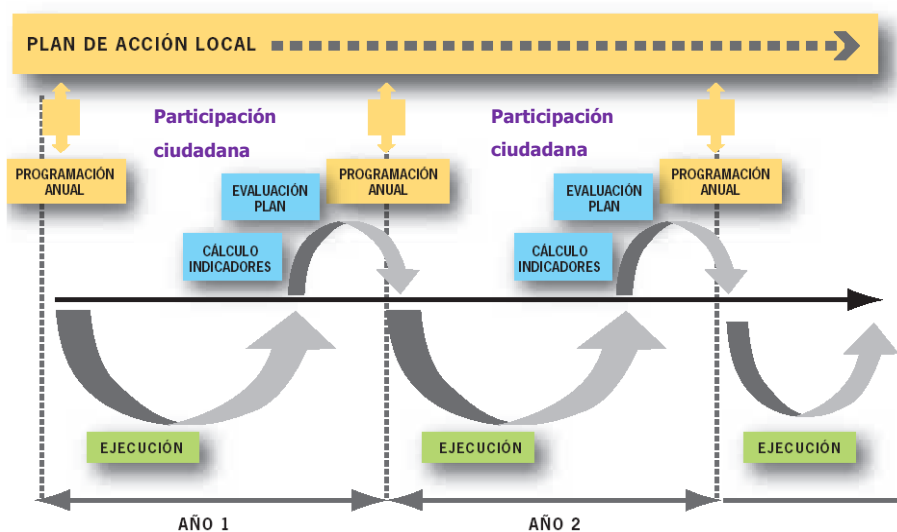 PLAN DE ACCIÓN LOCAL
Participación
ciudadana
Participación
ciudadana
PROGRAMACIÓN
ANUAL
EVALUACIÓN
PLAN
PROGRAMACIÓN
ANUAL
EVALUACIÓN
PLAN
PROGRAMACIÓN
ANUAL
CÁLCULO
INDICADORES
CÁLCULO
INDICADORES
EJECUCIÓN
EJECUCIÓN
EJECUCIÓN
AÑO 1
AÑO 2